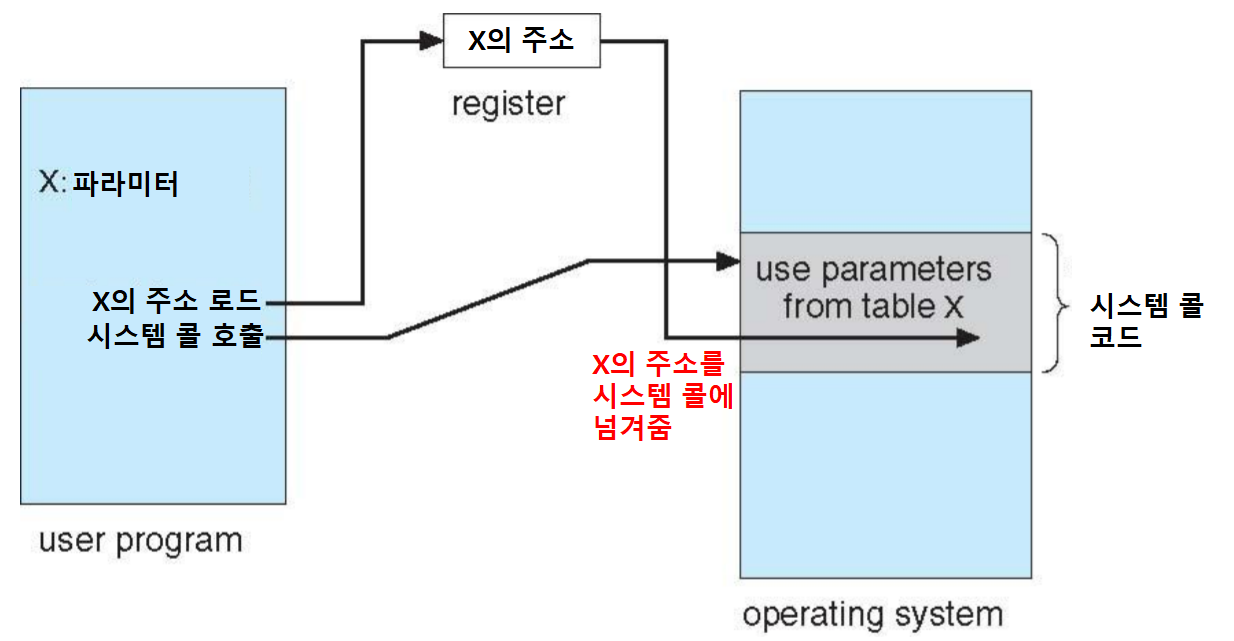 X의 주소
register
X: 파라미터
X의 주소 로드
시스템 콜 호출
use parameters
from table X
시스템 콜
코드
X의 주소를
시스템 콜에
넘겨줌
user program
operating system